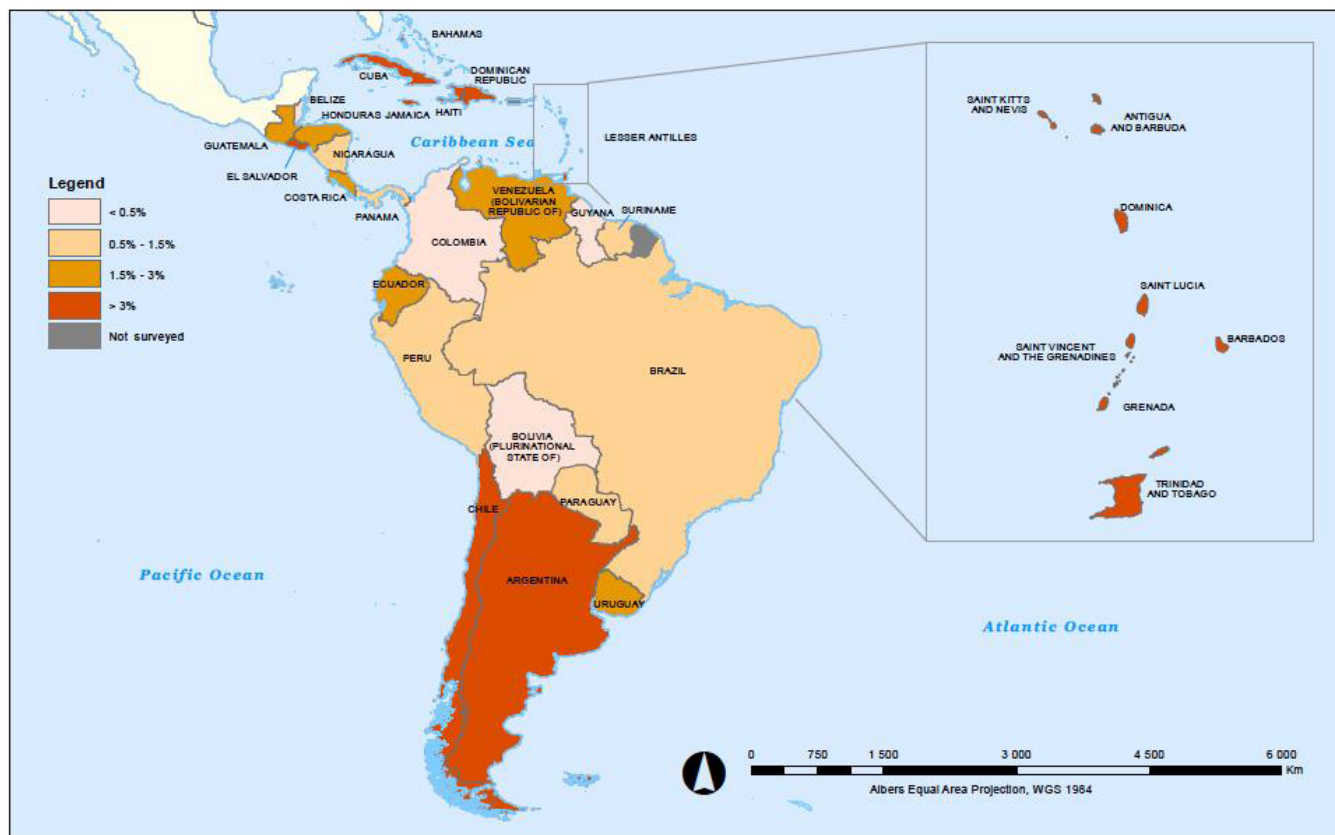 BAHAMAS
CUBA
DOMINICAN
REPUBLIC
BELIZE
HONDURAS
JAMAICA
HAITI
LESSER ANTILLES
GUATEMALA
Caribbean Sea
NICARAGUA
EL SALVADOR
COSTA RICA
PANAMA
VENEZUELA
(BOLIVARIAN
REPUBLIC OF)
GUYANA
SURINAME
COLOMBIA
ECUADOR
PERU
BRAZIL
BOLIVIA
(PLURINATIONAL
STATE OF)
PARAGUAY
CHILE
ARGENTINA
URUGUAY
Pacific Ocean
Atlantic Ocean
Legend
< 0.5%
0.5% - 1.5%
1.5% - 3%
> 3%
Not surveyed
SAINT KITTS
AND NEVIS
ANTIGUA
AND BARBUDA
DOMINICA
SAINT LUCIA
SAINT VINCENT
AND THE GRENADINES
BARBADOS
GRENADA
TRINIDAD
AND TOBAGO
0 750 1 500 3 000 4 500 6 000
Km
Albers Equal Area Projection, WGS 1984